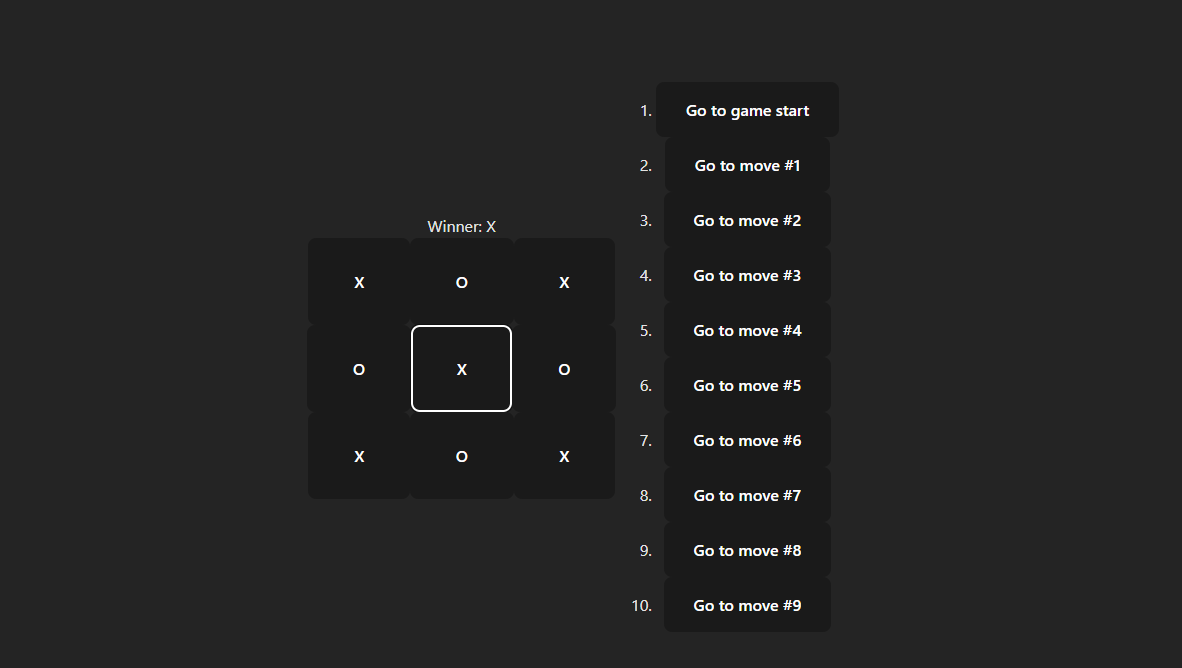 Winner: X
X O X
O X O
X O X
1. Go to game start
2. Go to move #1
3. Go to move #2
4. Go to move #3
5. Go to move #4
6. Go to move #5
7. Go to move #6
8. Go to move #7
9. Go to move #8
10. Go to move #9